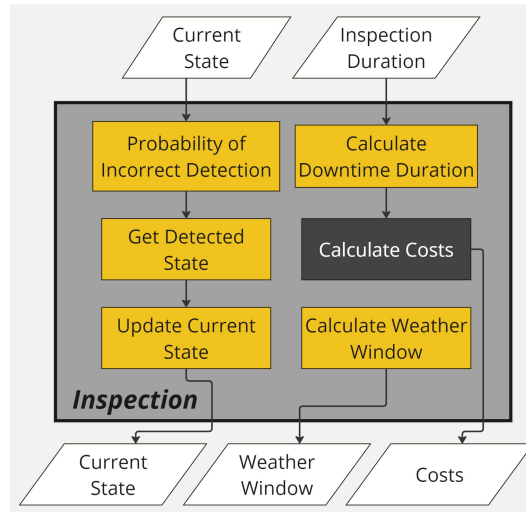 Current
State
Inspection
Duration
Probability of
Incorrect Detection
Calculate
Downtime Duration
Get Detected
State
Calculate Costs
Update Current
State
Calculate Weather
Window
Inspection
Current
State
Weather
Window
Costs